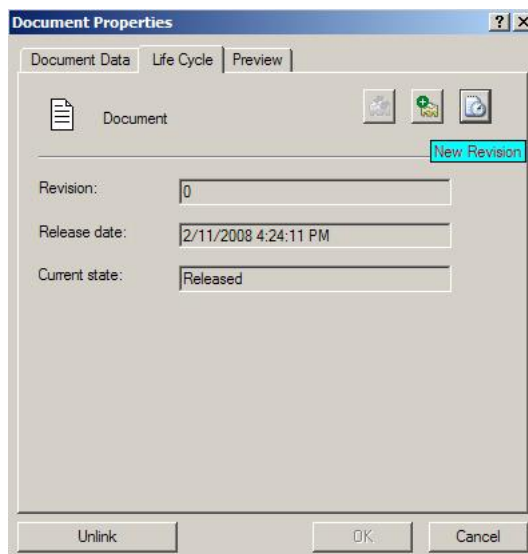 Document Properties
Document Data Life Cycle Preview
Document
New Revision
Revision: 0
Release date: 2/11/2008 4:24:11 PM
Current state: Released
Unlink OK Cancel